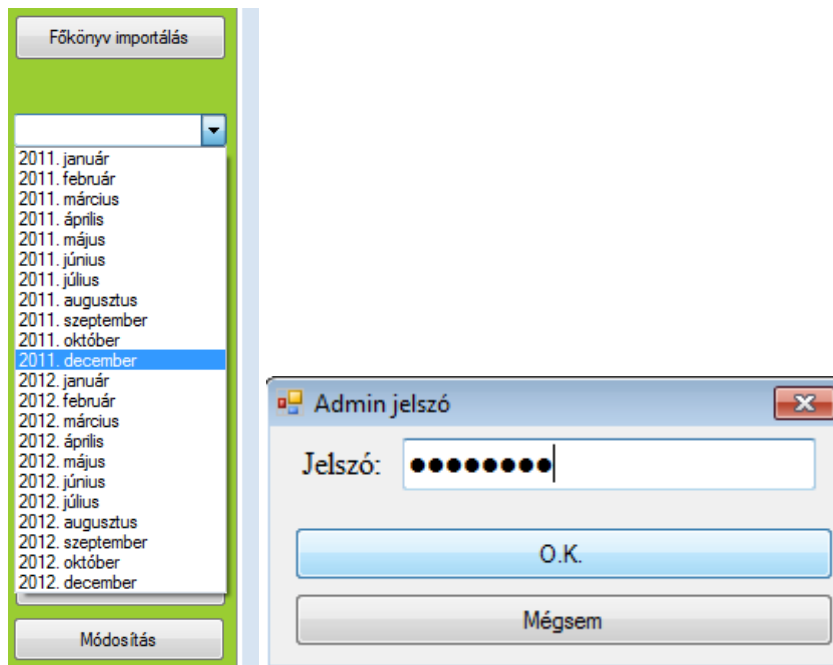 Főkönyv importálás
2011. január
2011. február
2011. március
2011. április
2011. május
2011. június
2011. július
2011. augusztus
2011. szeptember
2011. október
2011. december
2012. január
2012. február
2012. március
2012. április
2012. május
2012. június
2012. július
2012. augusztus
2012. szeptember
2012. október
2012. december
Módosítás
Admin jelszó
Jelszó: ●●●●●●●●
O.K.
Mégsem